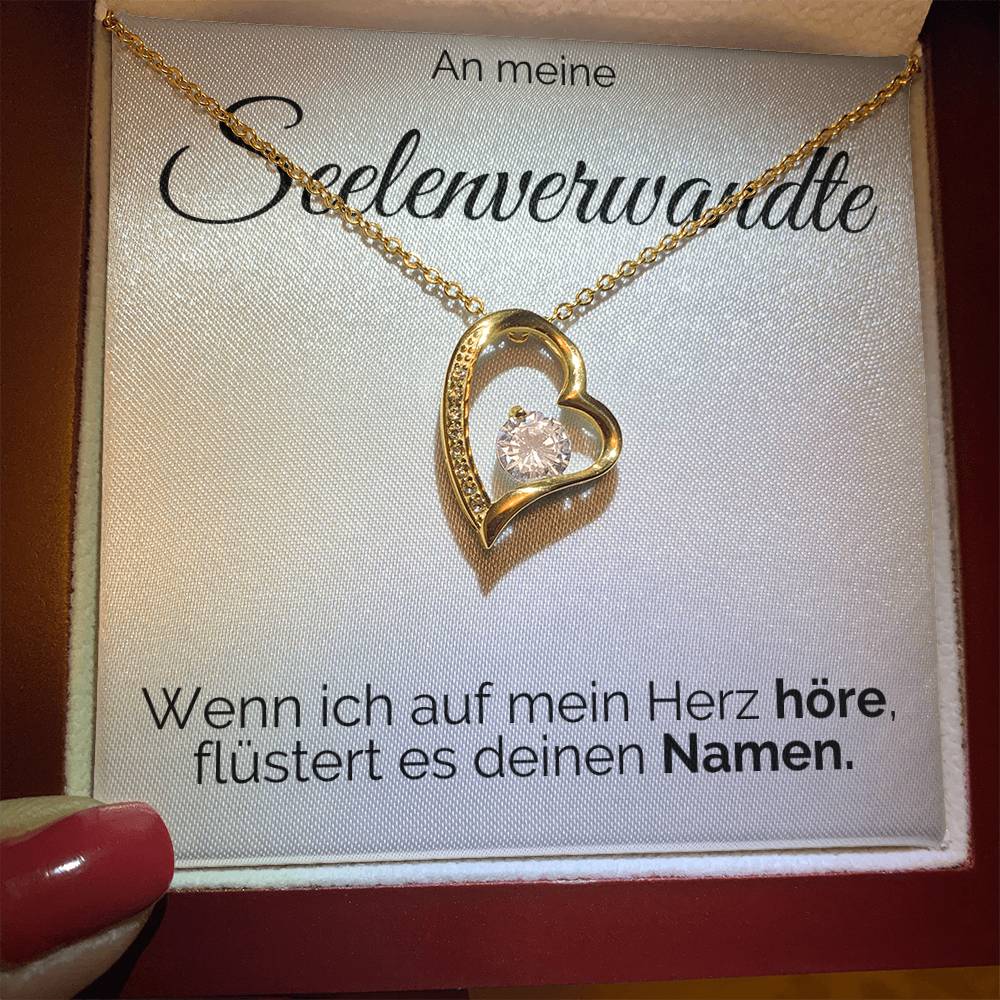 An meine
Seelenverwandte
Wenn ich auf mein Herz höre,
flüstert es deinen Namen.